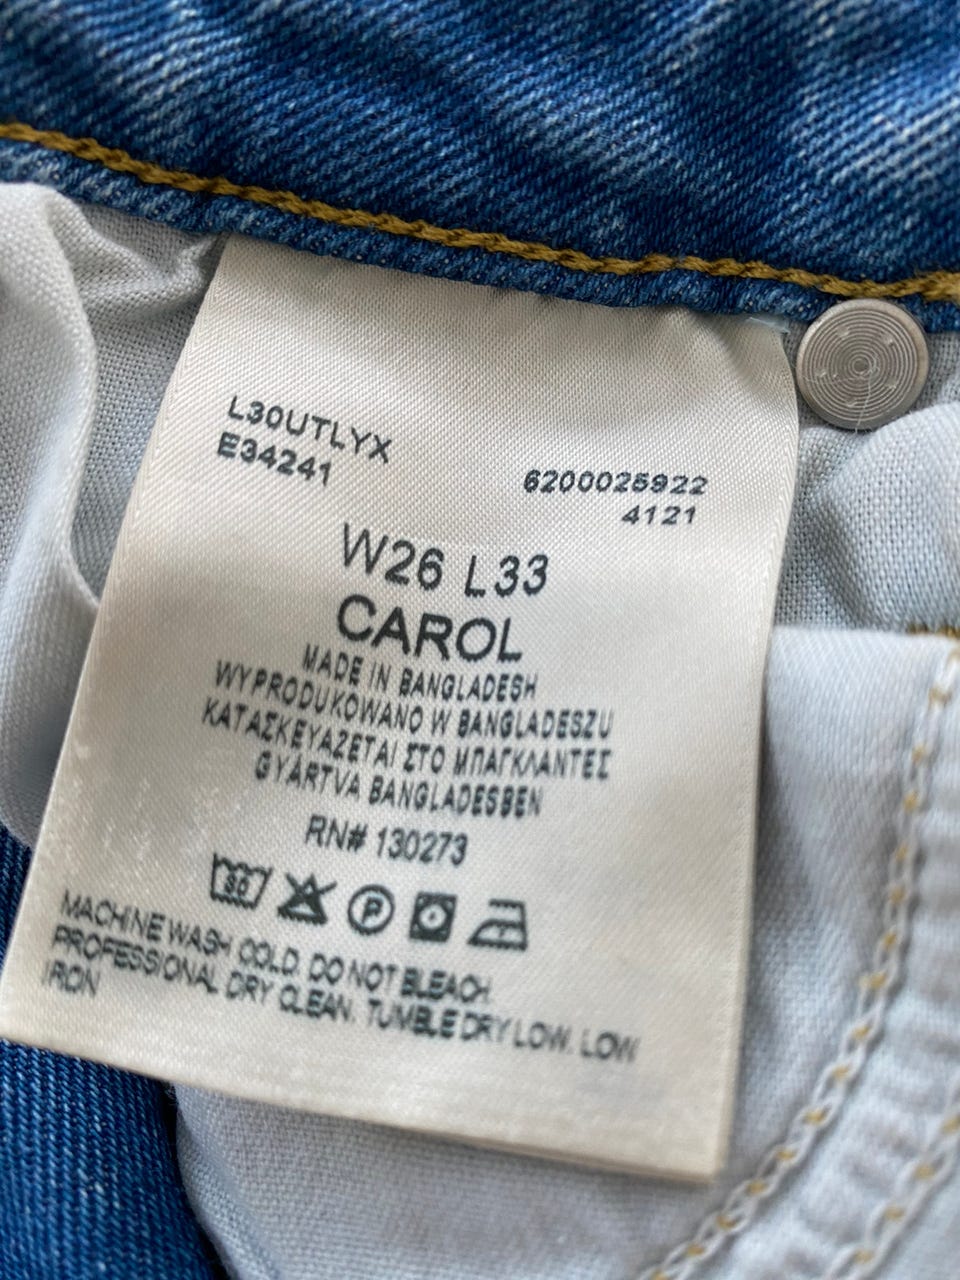 L30UTLYX
E34241
6200025922
4121
W26 L33
CAROL
MADE IN BANGLADESH
WYPRODUKOWANO W BANGLADESZU
ΚΑΤΑΣΚΕΥΑΖΕΤΑΙ ΣΤΟ ΜΠΑΓΚΛΑΝΤΕΣ
GYÁRTVA BANGLADESBEN
RN# 130273
30
P
MACHINE WASH COLD. DO NOT BLEACH.
PROFESSIONAL DRY CLEAN. TUMBLE DRY LOW. LOW
IRON